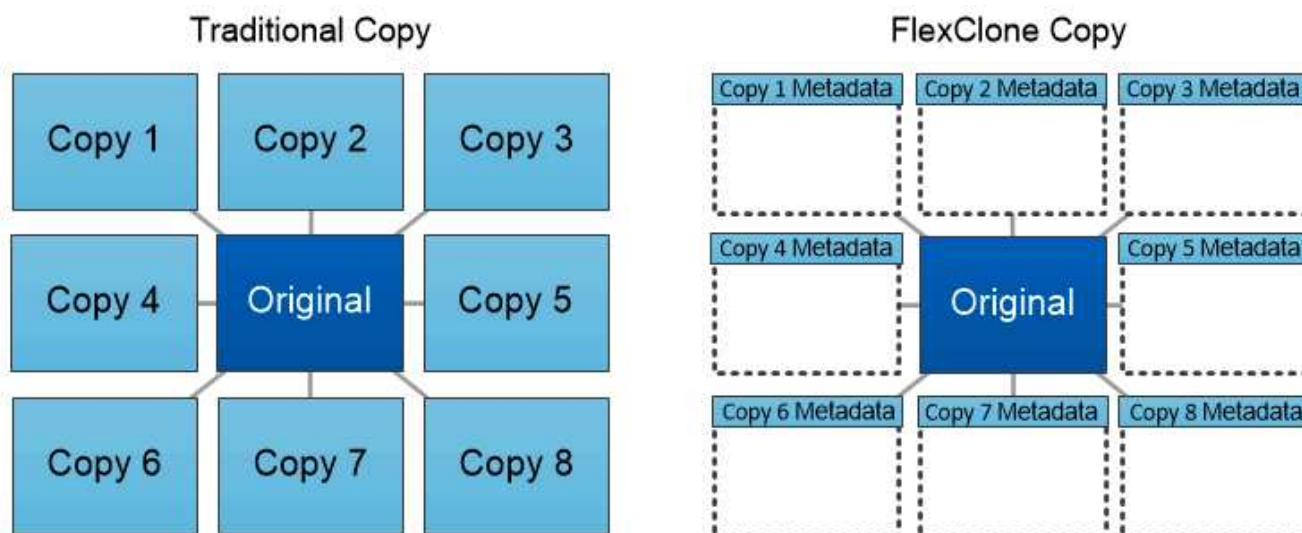 Traditional Copy
Copy 1
Copy 2
Copy 3
Copy 4
Original
Copy 5
Copy 6
Copy 7
Copy 8
FlexClone Copy
Copy 1 Metadata
Copy 2 Metadata
Copy 3 Metadata
Copy 4 Metadata
Original
Copy 5 Metadata
Copy 6 Metadata
Copy 7 Metadata
Copy 8 Metadata